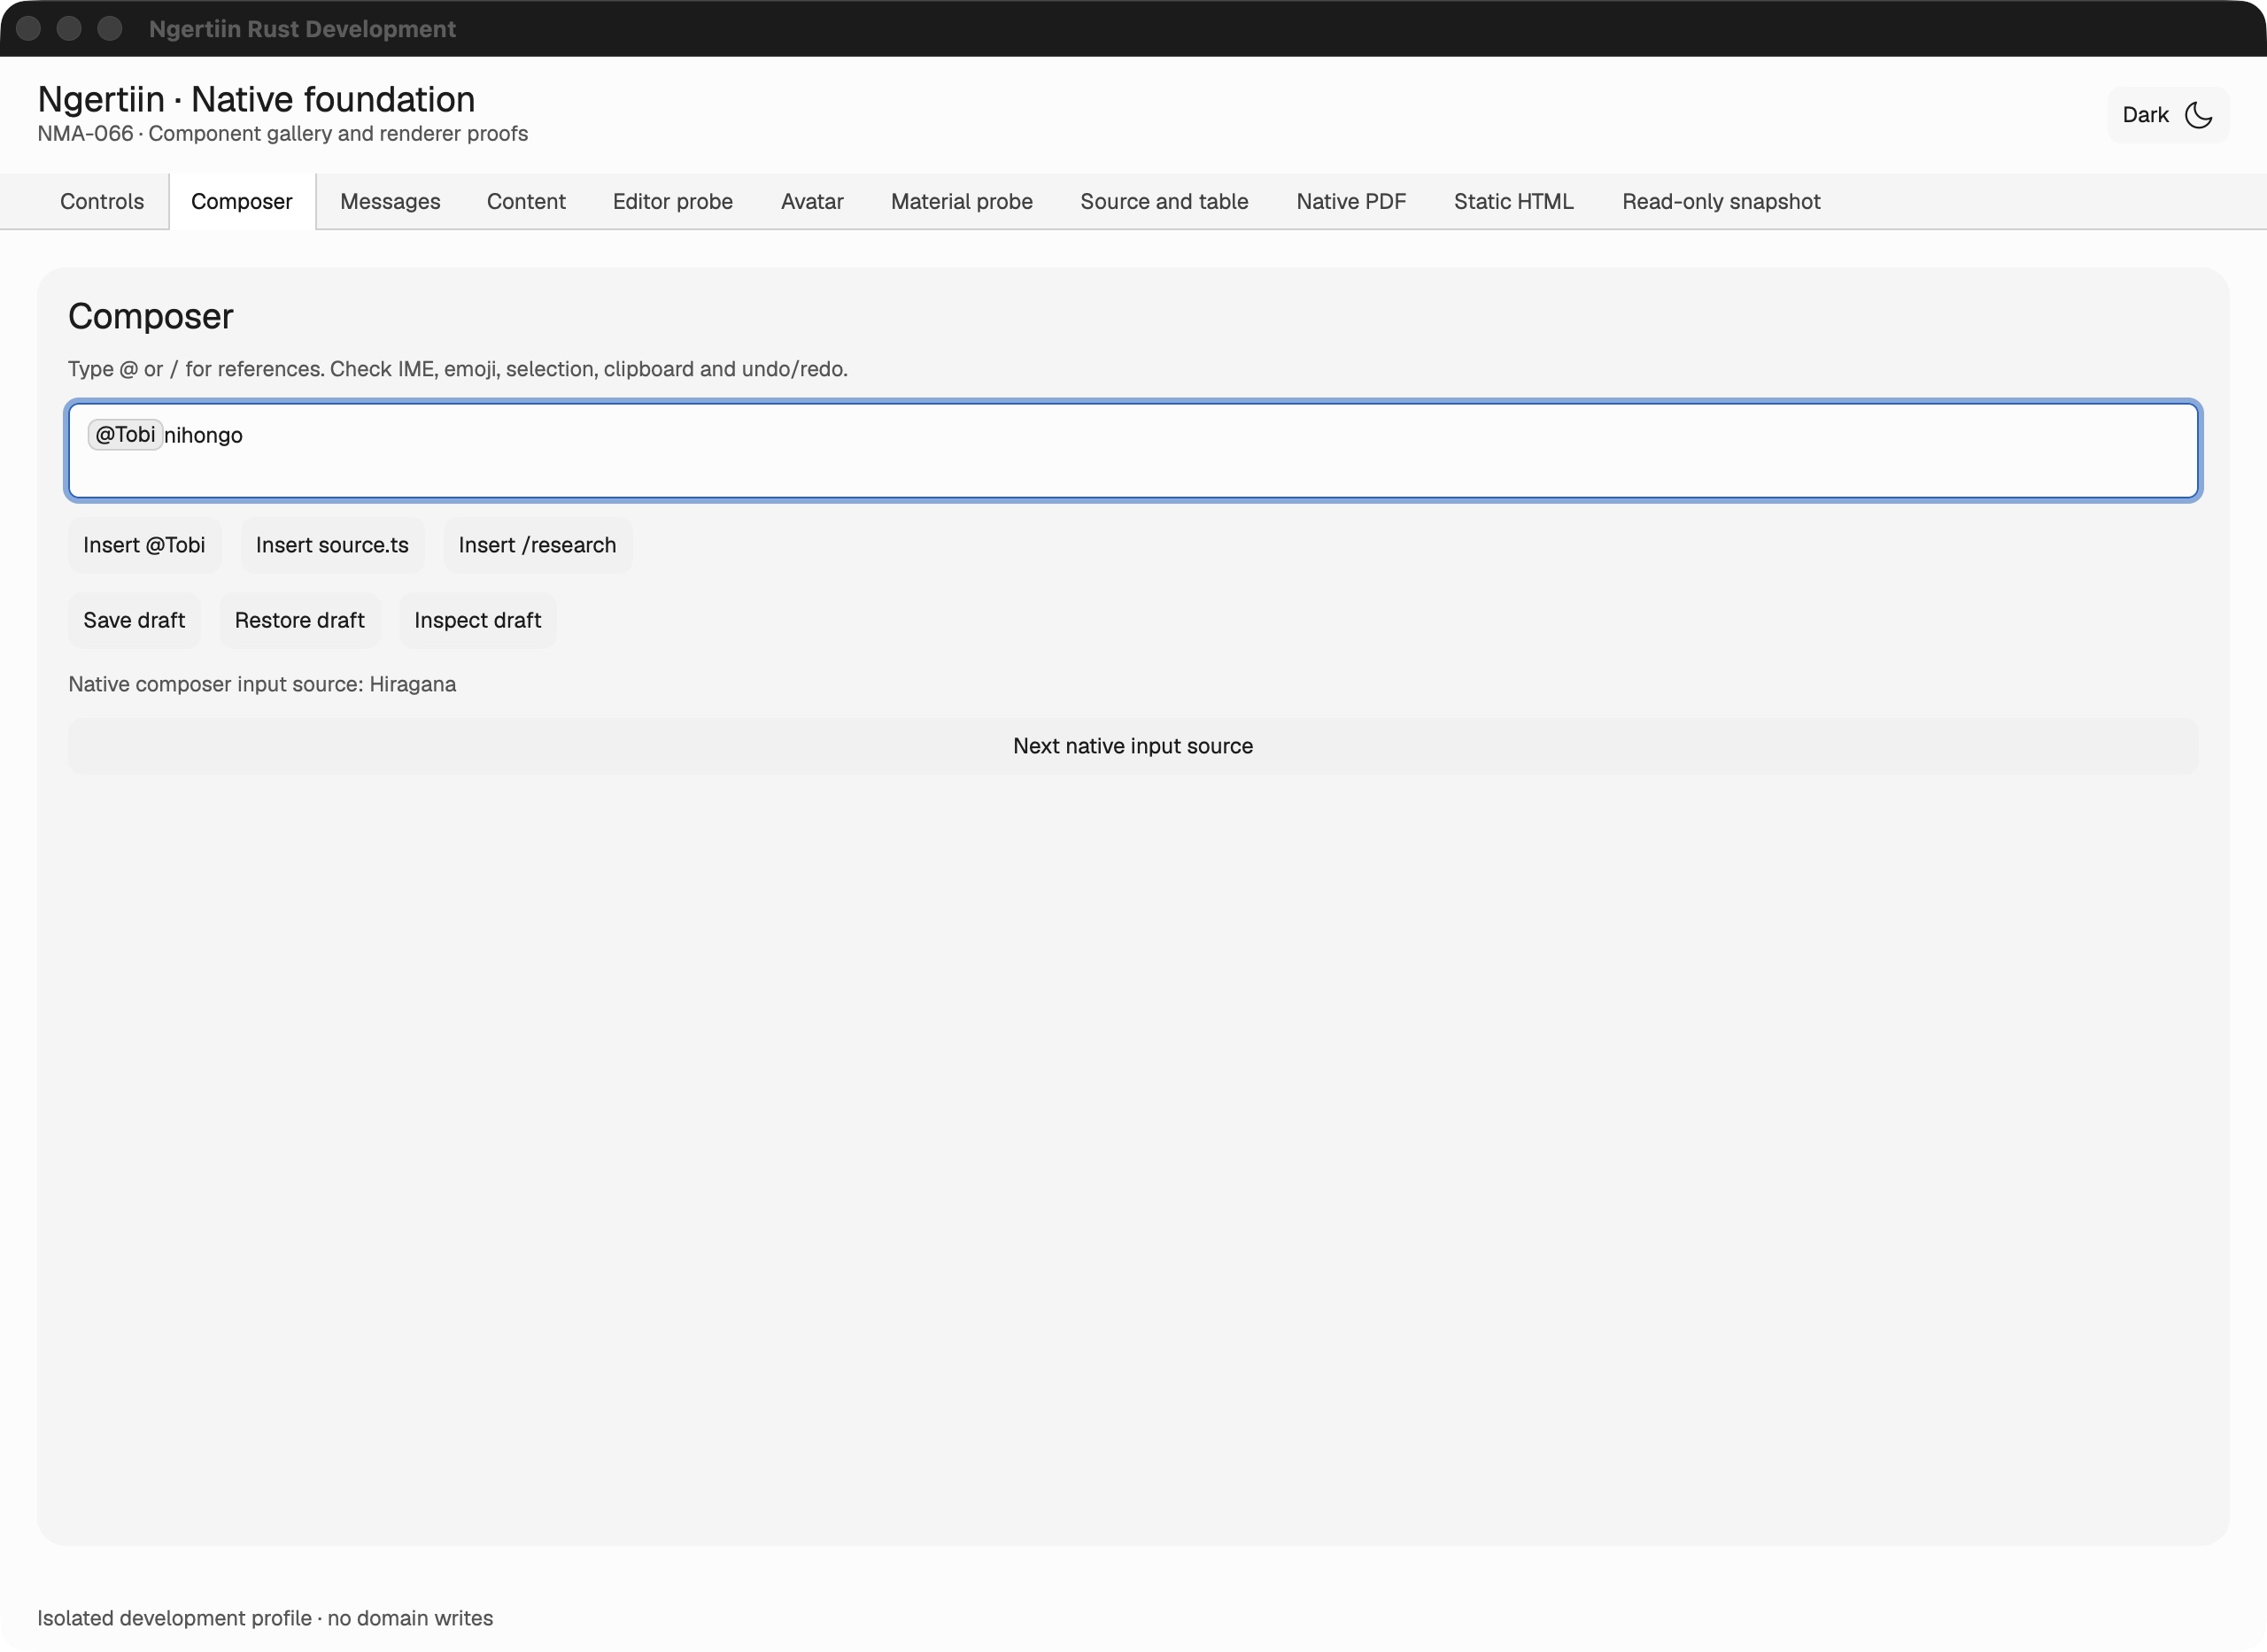 Ngertiin Rust Development
Ngertiin · Native foundation
NMA-066 · Component gallery and renderer proofs
Dark
Controls Composer Messages Content Editor probe Avatar Material probe Source and table Native PDF Static HTML Read-only snapshot
Composer
Type @ or / for references. Check IME, emoji, selection, clipboard and undo/redo.
@Tobi nihongo
Insert @Tobi Insert source.ts Insert /research
Save draft Restore draft Inspect draft
Native composer input source: Hiragana
Next native input source
Isolated development profile · no domain writes